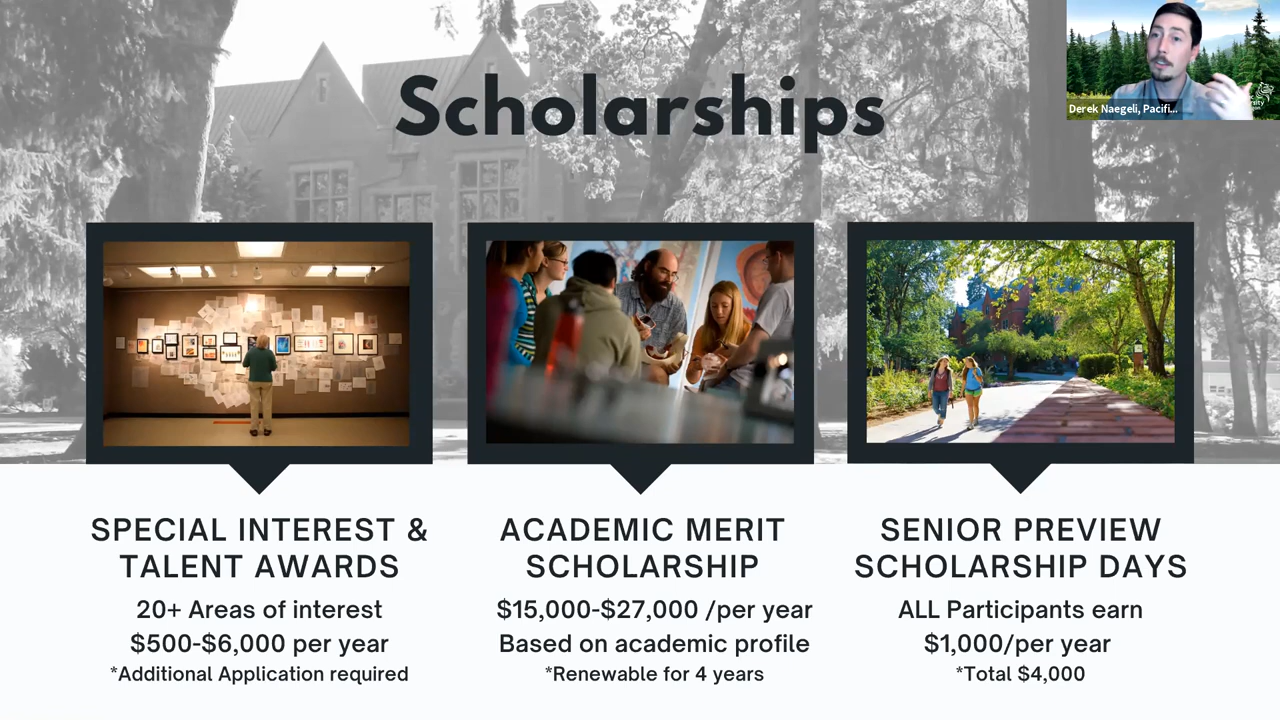 Scholarships
Derek Naegeli, Pacifi...
SPECIAL INTEREST &
TALENT AWARDS
20+ Areas of interest
$500-$6,000 per year
*Additional Application required
ACADEMIC MERIT
SCHOLARSHIP
$15,000-$27,000 /per year
Based on academic profile
*Renewable for 4 years
SENIOR PREVIEW
SCHOLARSHIP DAYS
ALL Participants earn
$1,000/per year
*Total $4,000